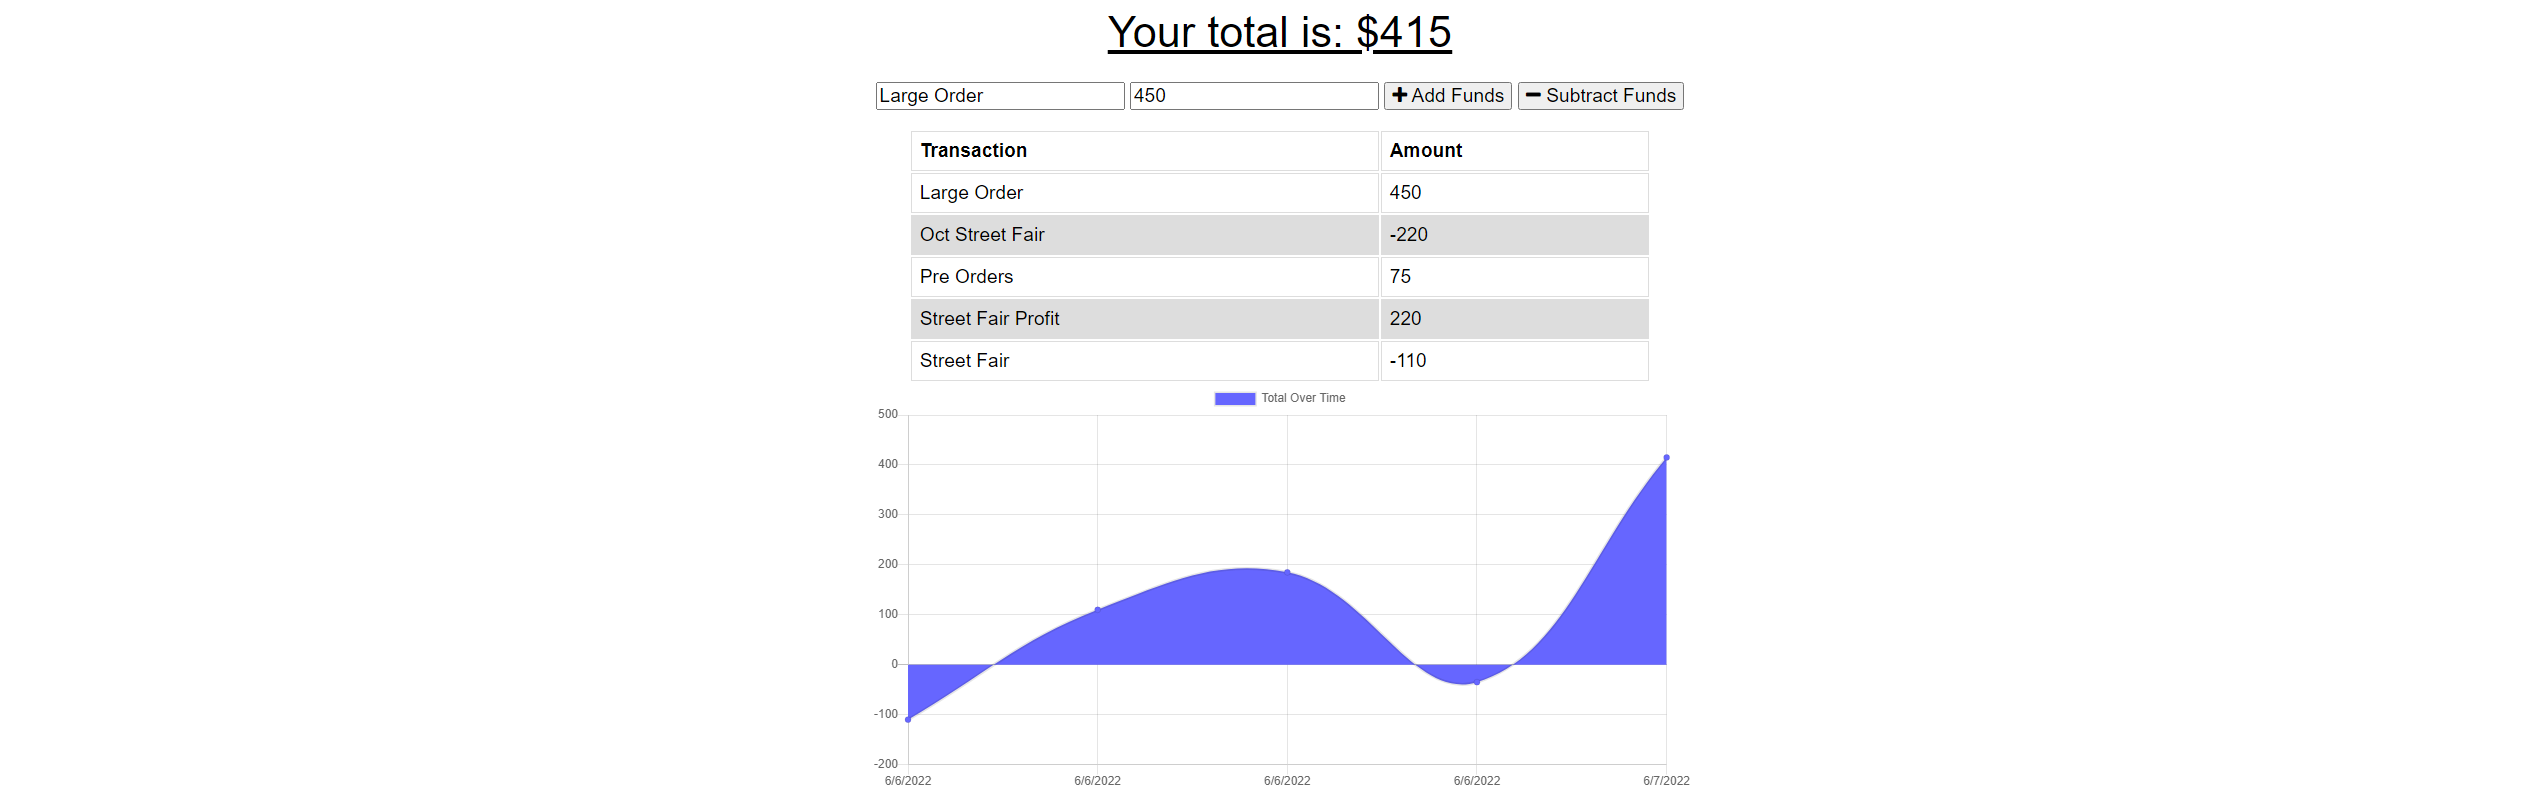 Your total is: $415
Large Order 450 Add Funds Subtract Funds
Transaction Amount
Large Order 450
Oct Street Fair -220
Pre Orders 75
Street Fair Profit 220
Street Fair -110
Total Over Time
500
400
300
200
100
0
-100
-200
6/6/2022 6/6/2022 6/6/2022 6/6/2022 6/7/2022